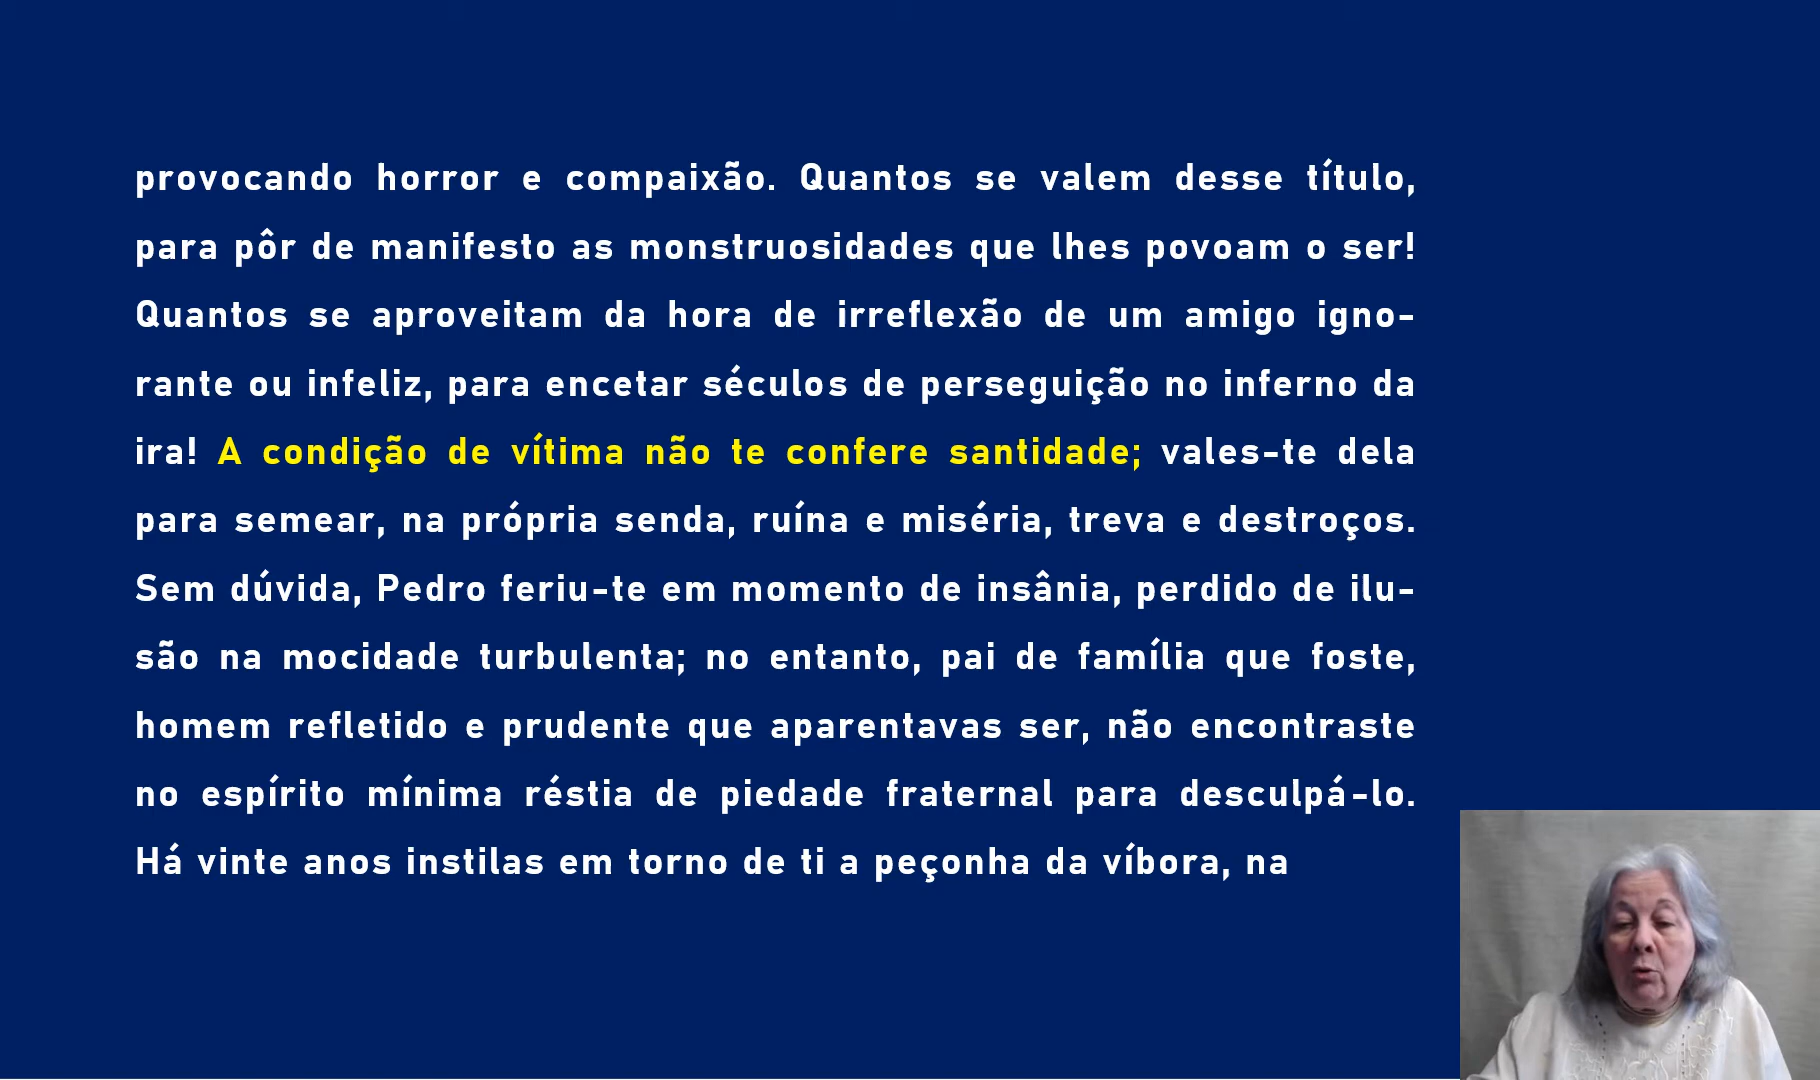 provocando horror e compaixão. Quantos se valem desse título,
para pôr de manifesto as monstruosidades que lhes povoam o ser!
Quantos se aproveitam da hora de irreflexão de um amigo igno-
rante ou infeliz, para encetar séculos de perseguição no inferno da
ira! A condição de vítima não te confere santidade; vales-te dela
para semear, na própria senda, ruína e miséria, treva e destroços.
Sem dúvida, Pedro feriu-te em momento de insânia, perdido de ilu-
são na mocidade turbulenta; no entanto, pai de família que foste,
homem refletido e prudente que aparentavas ser, não encontraste
no espírito mínima réstia de piedade fraternal para desculpá-lo.
Há vinte anos instilas em torno de ti a peçonha da víbora, na